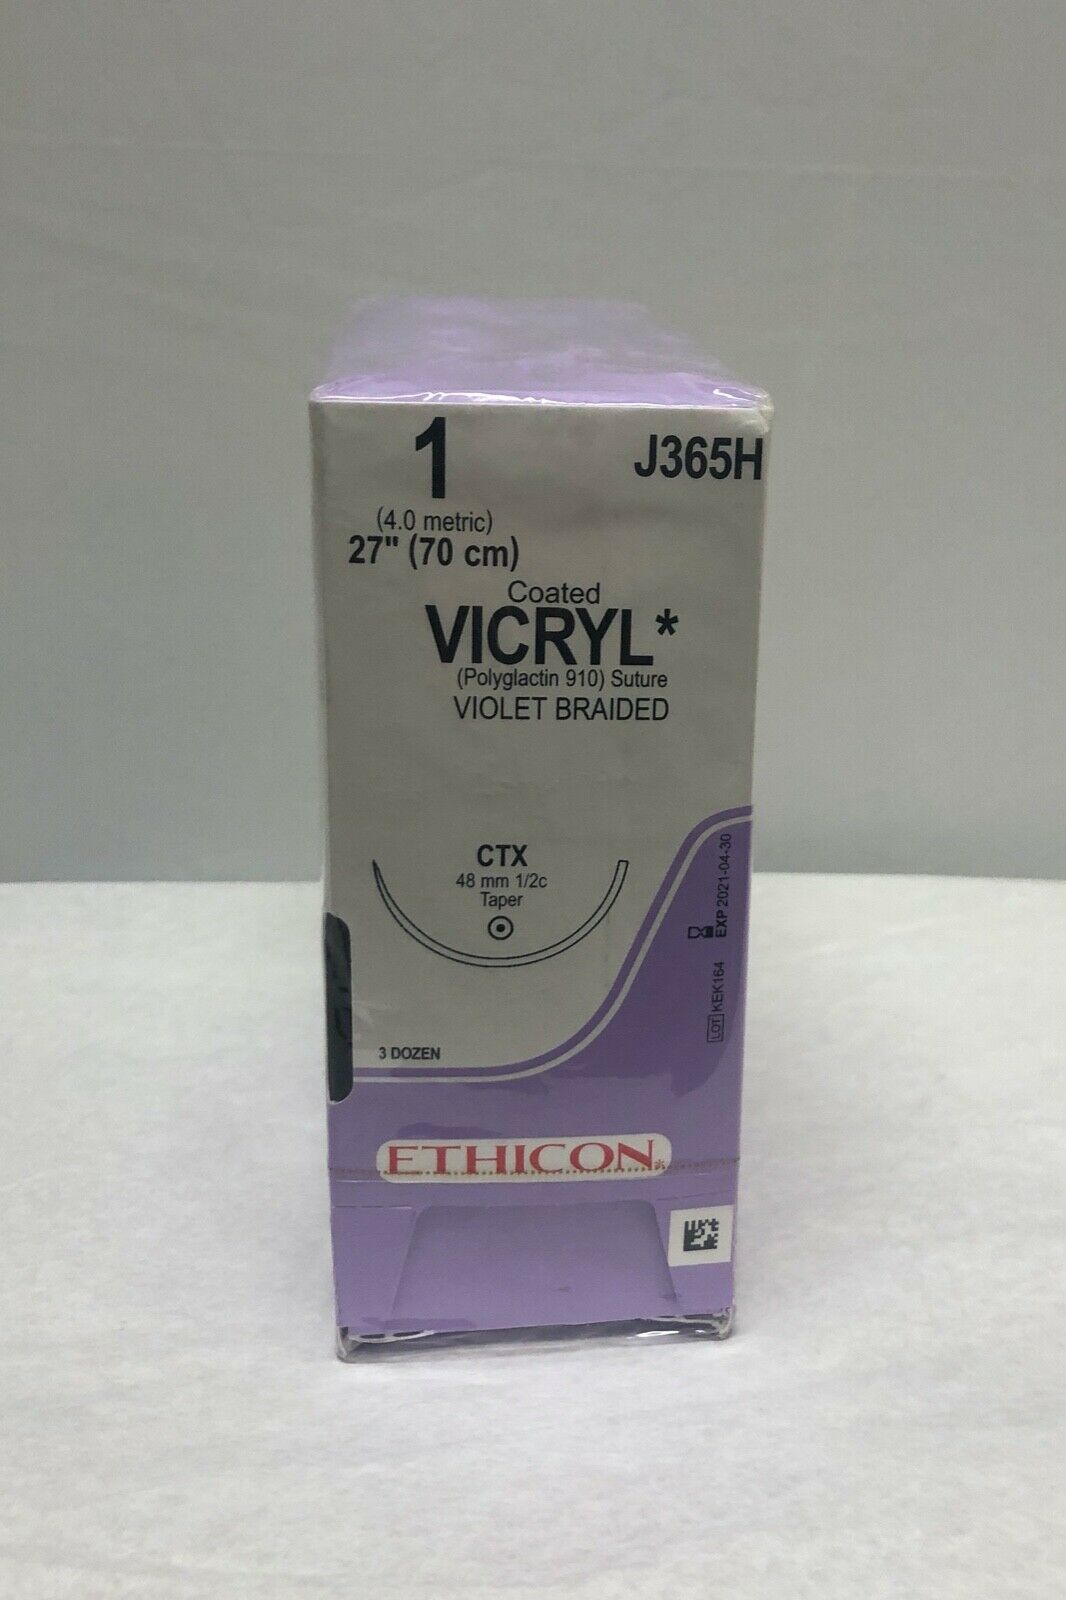 1
J365H
(4.0 metric)
27" (70 cm)
Coated
VICRYL*
(Polyglactin 910) Suture
VIOLET BRAIDED
CTX
48 mm 1/2c
Taper
EXP 2021-04-30
LOT KEK164
3 DOZEN
ETHICON*